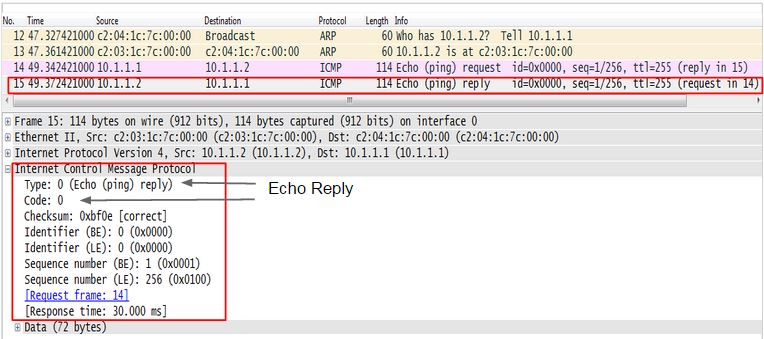 No. Time Source Destination Protocol Length Info
12 47.327421000 c2:04:1c:7c:00:00 Broadcast ARP 60 Who has 10.1.1.2? Tell 10.1.1.1
13 47.361421000 c2:03:1c:7c:00:00 c2:04:1c:7c:00:00 ARP 60 10.1.1.2 is at c2:03:1c:7c:00:00
14 49.342421000 10.1.1.1 10.1.1.2 ICMP 114 Echo (ping) request id=0x0000, seq=1/256, ttl=255 (reply in 15)
15 49.372421000 10.1.1.2 10.1.1.1 ICMP 114 Echo (ping) reply id=0x0000, seq=1/256, ttl=255 (request in 14)
Frame 15: 114 bytes on wire (912 bits), 114 bytes captured (912 bits) on interface 0
Ethernet II, Src: c2:03:1c:7c:00:00 (c2:03:1c:7c:00:00), Dst: c2:04:1c:7c:00:00 (c2:04:1c:7c:00:00)
Internet Protocol Version 4, Src: 10.1.1.2 (10.1.1.2), Dst: 10.1.1.1 (10.1.1.1)
Internet Control Message Protocol
Type: 0 (Echo (ping) reply)
Echo Reply
Code: 0
Checksum: 0xbf0e [correct]
Identifier (BE): 0 (0x0000)
Identifier (LE): 0 (0x0000)
Sequence number (BE): 1 (0x0001)
Sequence number (LE): 256 (0x0100)
[Request frame: 14]
[Response time: 30.000 ms]
Data (72 bytes)